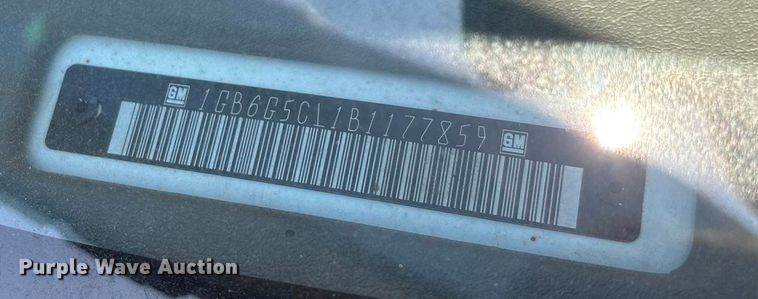 GM 1GB6G5CL1B1177859 GM
Purple Wave Auction